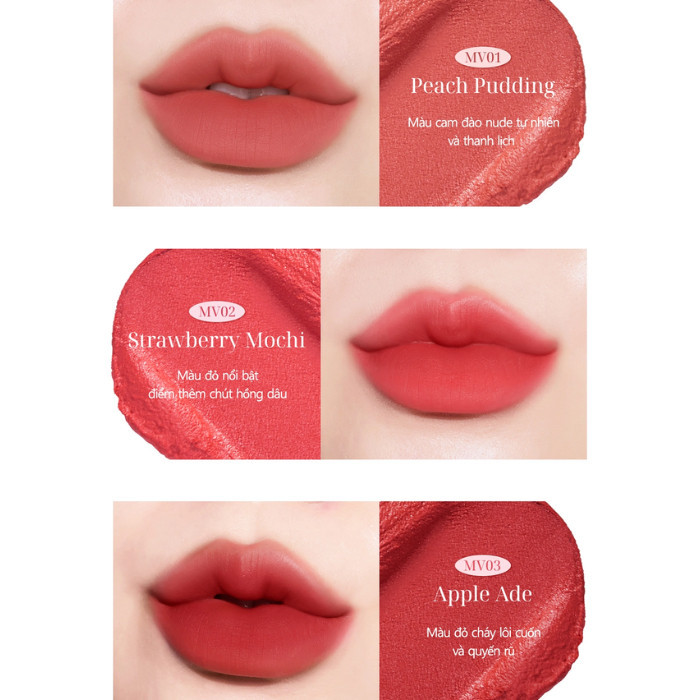 MV01
Peach Pudding
Màu cam đào nude tự nhiên
và thanh lịch
MV02
Strawberry Mochi
Màu đỏ nổi bật
điểm thêm chút hồng dâu
MV03
Apple Ade
Màu đỏ cháy lôi cuốn
và quyến rũ